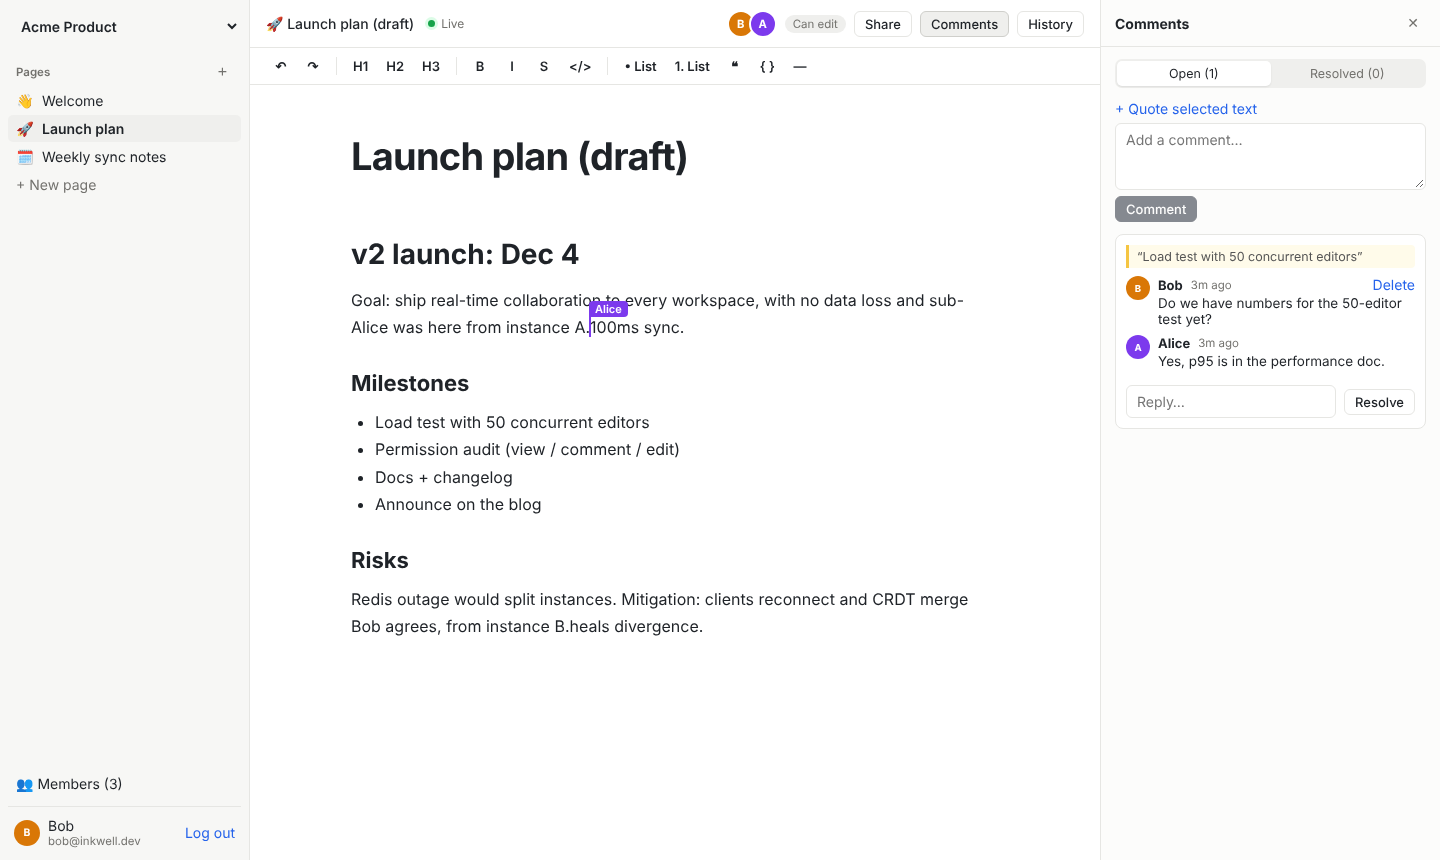 Acme Product
Pages
+
👋 Welcome
🚀 Launch plan
🗓️ Weekly sync notes
+ New page
👥 Members (3)
B
Bob
bob@inkwell.dev
Log out
🚀 Launch plan (draft)
Live
B
A
Can edit
Share
Comments
History
↶ ↷ H1 H2 H3 B I S </> • List 1. List ❝ { } —
Launch plan (draft)
v2 launch: Dec 4
Goal: ship real-time collaboration to every workspace, with no data loss and sub-
Alice
Alice was here from instance A.100ms sync.
Milestones
• Load test with 50 concurrent editors
• Permission audit (view / comment / edit)
• Docs + changelog
• Announce on the blog
Risks
Redis outage would split instances. Mitigation: clients reconnect and CRDT merge
Bob agrees, from instance B.heals divergence.
Comments
✕
Open (1)
Resolved (0)
+ Quote selected text
Add a comment...
Comment
“Load test with 50 concurrent editors”
B
Bob 3m ago
Delete
Do we have numbers for the 50-editor
test yet?
A
Alice 3m ago
Yes, p95 is in the performance doc.
Reply...
Resolve